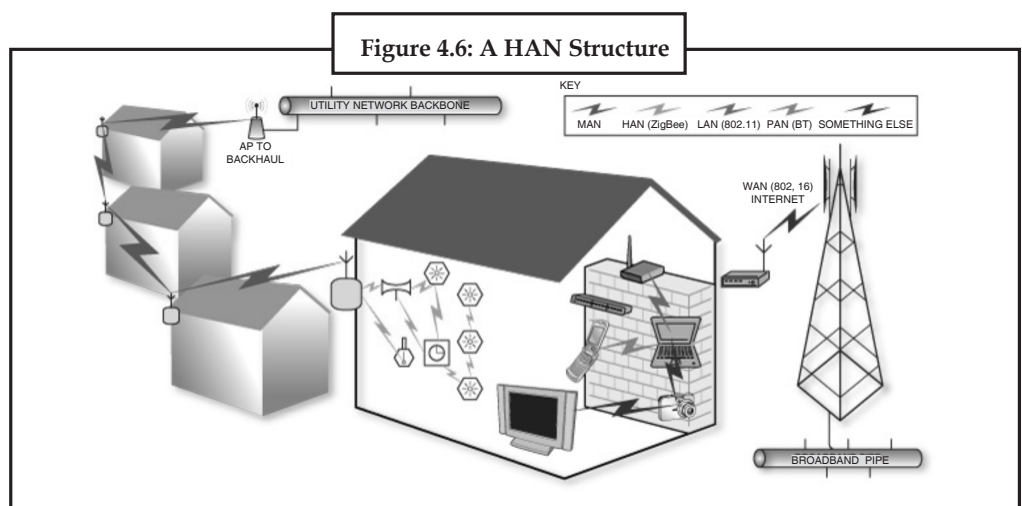 Figure 4.6: A HAN Structure
UTILITY NETWORK BACKBONE
KEY
MAN HAN (ZigBee) LAN (802.11) PAN (BT) SOMETHING ELSE
AP TO
BACKHAUL
WAN (802, 16)
INTERNET
BROADBAND PIPE